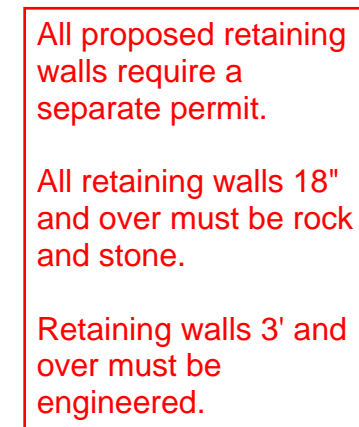 All proposed retaining
walls require a
separate permit.
All retaining walls 18"
and over must be rock
and stone.
Retaining walls 3' and
over must be
engineered.